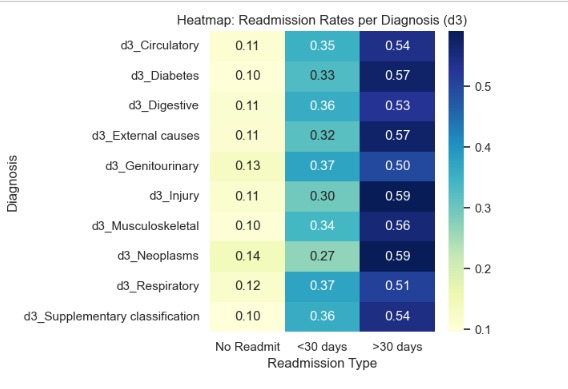 Heatmap: Readmission Rates per Diagnosis (d3)
Diagnosis
d3_Circulatory 0.11 0.35 0.54
d3_Diabetes 0.10 0.33 0.57
d3_Digestive 0.11 0.36 0.53
d3_External causes 0.11 0.32 0.57
d3_Genitourinary 0.13 0.37 0.50
d3_Injury 0.11 0.30 0.59
d3_Musculoskeletal 0.10 0.34 0.56
d3_Neoplasms 0.14 0.27 0.59
d3_Respiratory 0.12 0.37 0.51
d3_Supplementary classification 0.10 0.36 0.54
No Readmit <30 days >30 days
Readmission Type
0.5
0.4
0.3
0.2
0.1